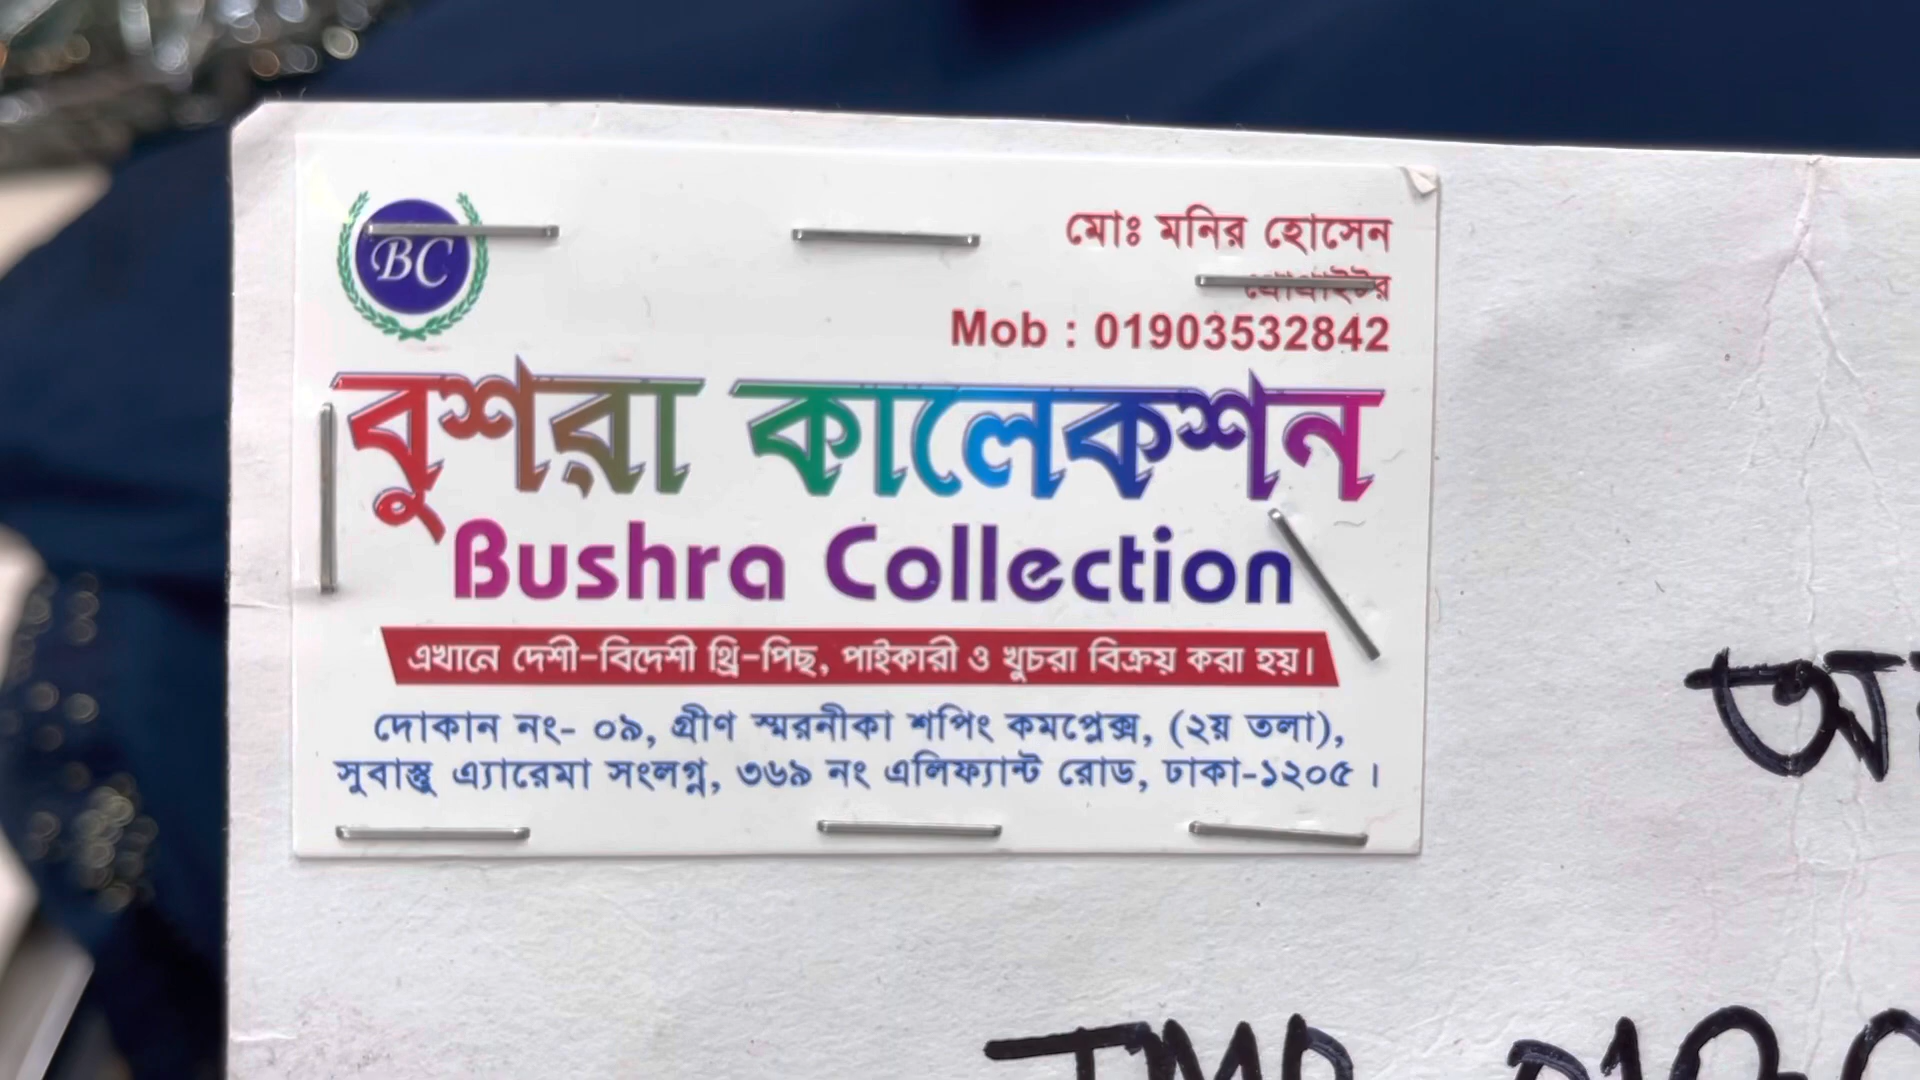 BC
মোঃ মনির হোসেন
প্রোপ্রাইটর
Mob : 01903532842
বুশরা কালেকশন
Bushra Collection
এখানে দেশী-বিদেশী থ্রি-পিছ, পাইকারী ও খুচরা বিক্রয় করা হয়।
দোকান নং- ০৯, গ্রীণ স্মরনীকা শপিং কমপ্লেক্স, (২য় তলা),
সুবাস্তু এ্যারেমা সংলগ্ন, ৩৬৯ নং এলিফ্যান্ট রোড, ঢাকা-১২০৫।